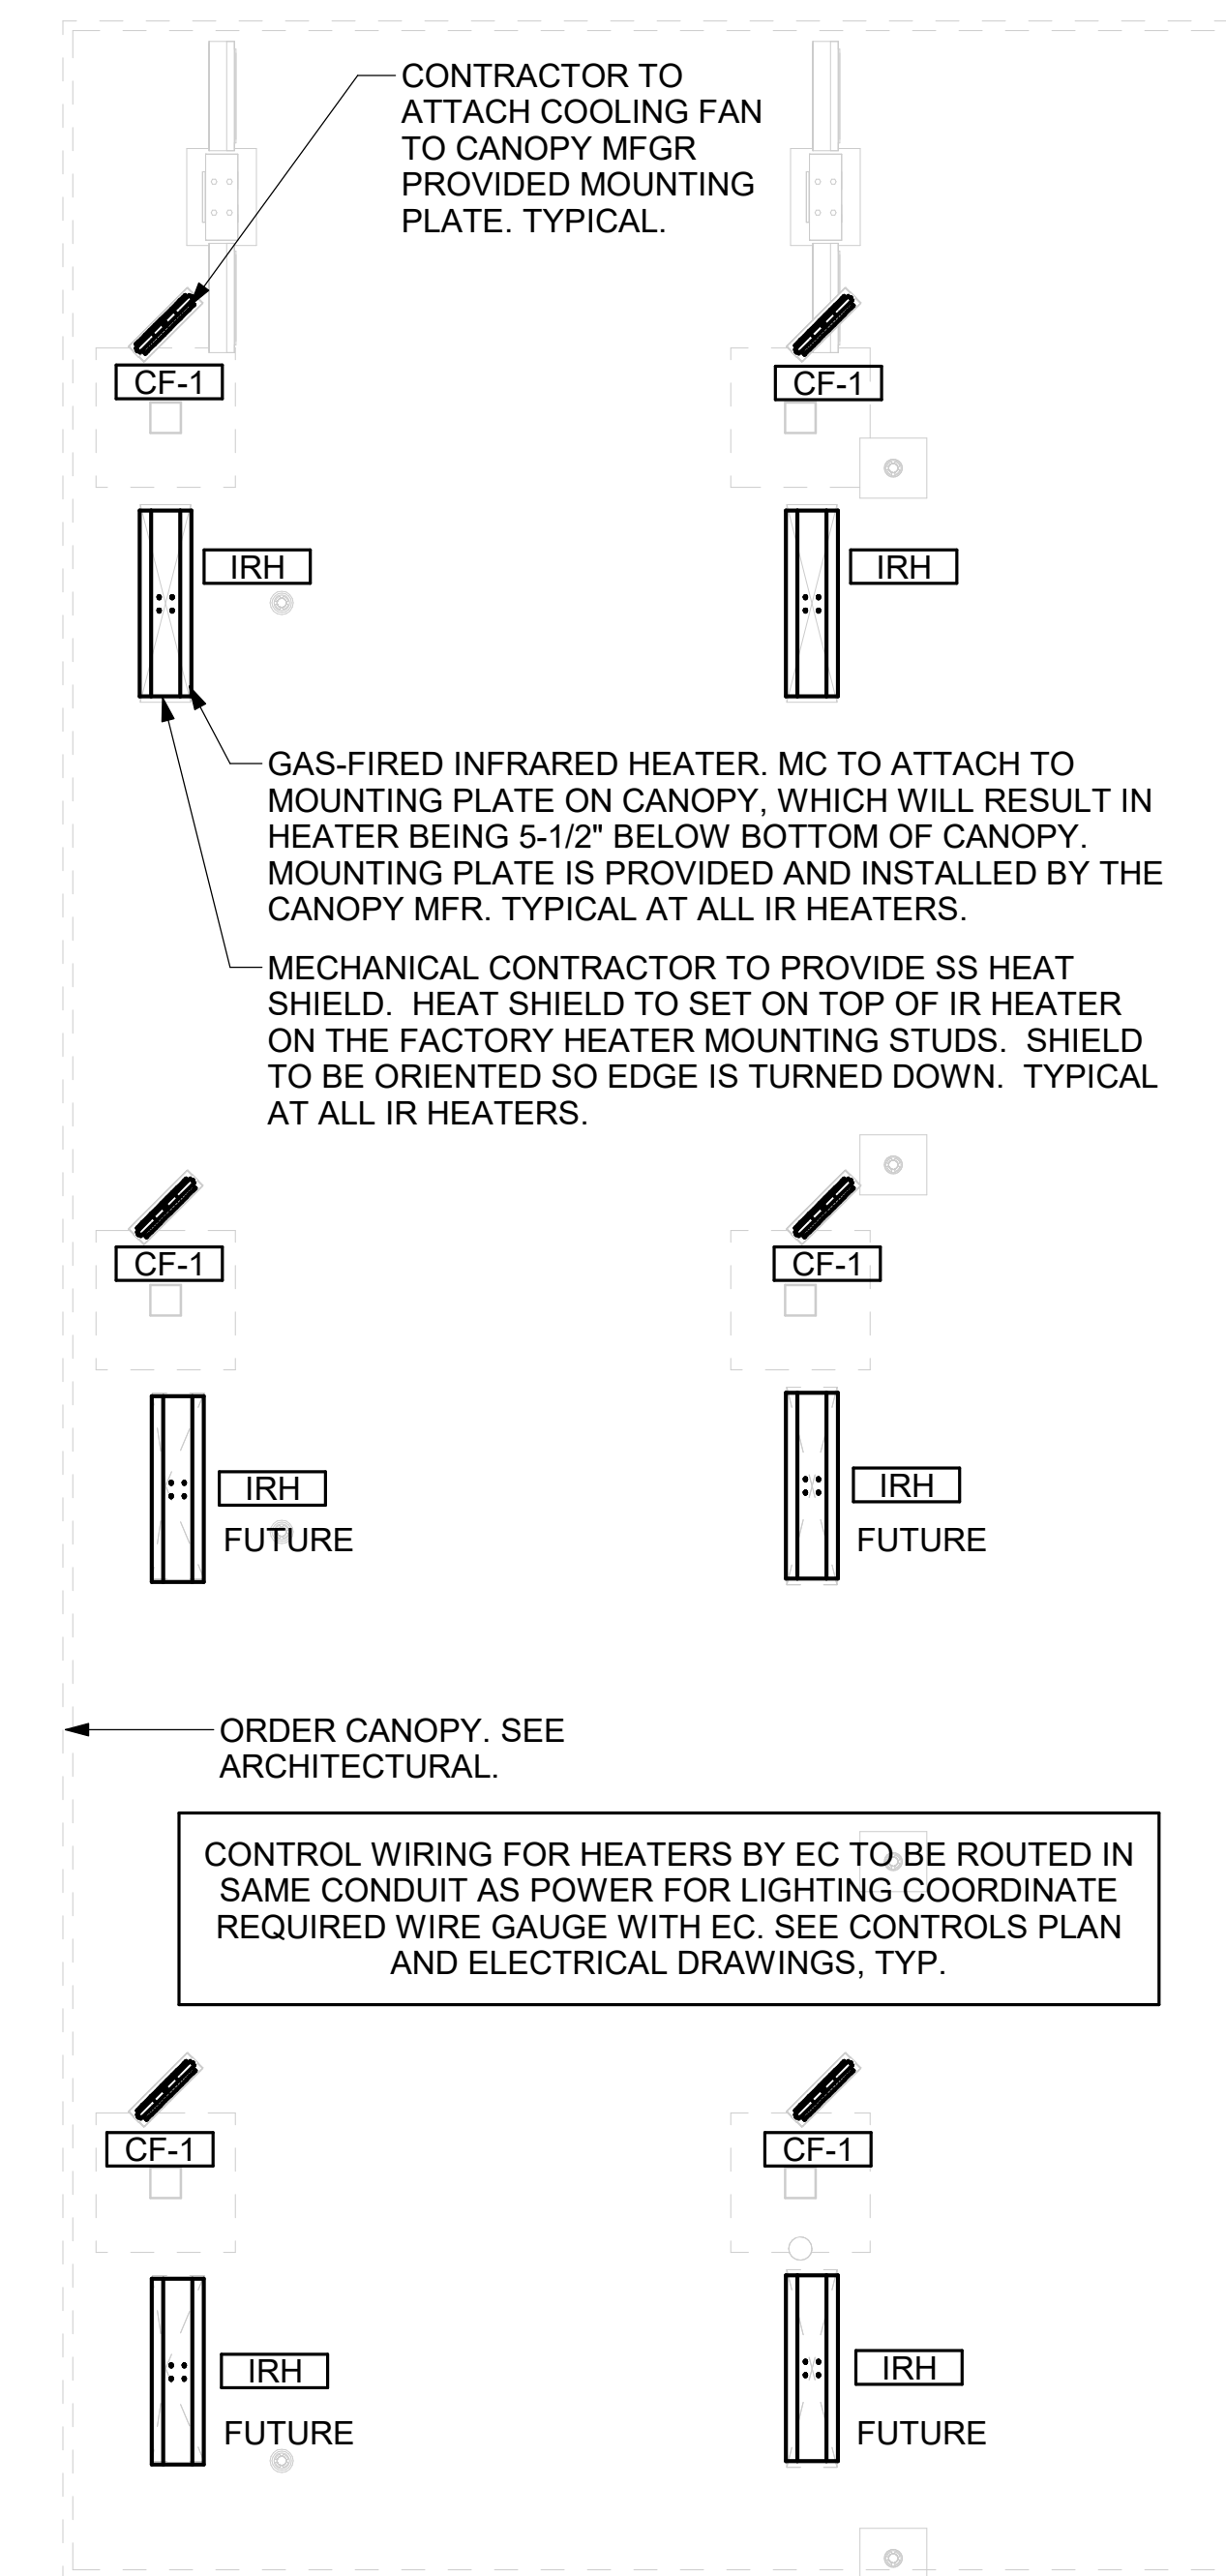 CONTRACTOR TO
ATTACH COOLING FAN
TO CANOPY MFGR
PROVIDED MOUNTING
PLATE. TYPICAL.
CF-1
CF-1
IRH
IRH
GAS-FIRED INFRARED HEATER. MC TO ATTACH TO
MOUNTING PLATE ON CANOPY, WHICH WILL RESULT IN
HEATER BEING 5-1/2" BELOW BOTTOM OF CANOPY.
MOUNTING PLATE IS PROVIDED AND INSTALLED BY THE
CANOPY MFR. TYPICAL AT ALL IR HEATERS.
MECHANICAL CONTRACTOR TO PROVIDE SS HEAT
SHIELD. HEAT SHIELD TO SET ON TOP OF IR HEATER
ON THE FACTORY HEATER MOUNTING STUDS. SHIELD
TO BE ORIENTED SO EDGE IS TURNED DOWN. TYPICAL
AT ALL IR HEATERS.
CF-1
CF-1
IRH
IRH
FUTURE
FUTURE
ORDER CANOPY. SEE
ARCHITECTURAL.
CONTROL WIRING FOR HEATERS BY EC TO BE ROUTED IN
SAME CONDUIT AS POWER FOR LIGHTING COORDINATE
REQUIRED WIRE GAUGE WITH EC. SEE CONTROLS PLAN
AND ELECTRICAL DRAWINGS, TYP.
CF-1
CF-1
IRH
IRH
FUTURE
FUTURE